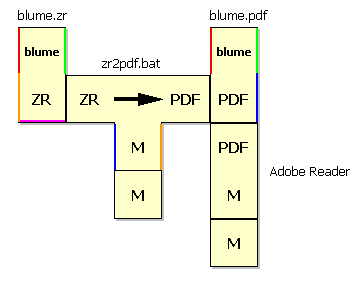 blume.zr
blume.pdf
zr2pdf.bat
blume
blume
ZR
ZR
PDF
PDF
M
PDF
Adobe Reader
M
M
M